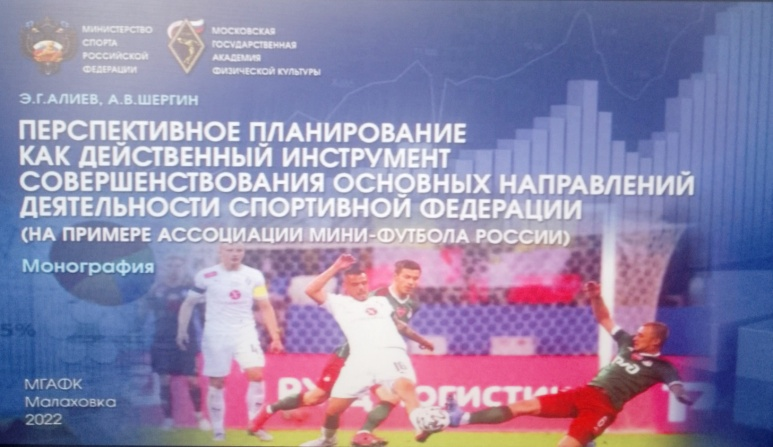 МИНИСТЕРСТВО
СПОРТА
РОССИЙСКОЙ
ФЕДЕРАЦИИ
МОСКОВСКАЯ
ГОСУДАРСТВЕННАЯ
АКАДЕМИЯ
ФИЗИЧЕСКОЙ КУЛЬТУРЫ
Э.Г.АЛИЕВ, А.В.ШЕРГИН
ПЕРСПЕКТИВНОЕ ПЛАНИРОВАНИЕ
КАК ДЕЙСТВЕННЫЙ ИНСТРУМЕНТ
СОВЕРШЕНСТВОВАНИЯ ОСНОВНЫХ НАПРАВЛЕНИЙ
ДЕЯТЕЛЬНОСТИ СПОРТИВНОЙ ФЕДЕРАЦИИ
(НА ПРИМЕРЕ АССОЦИАЦИИ МИНИ-ФУТБОЛА РОССИИ)
Монография
5%
МГАФК
Малаховка
2022